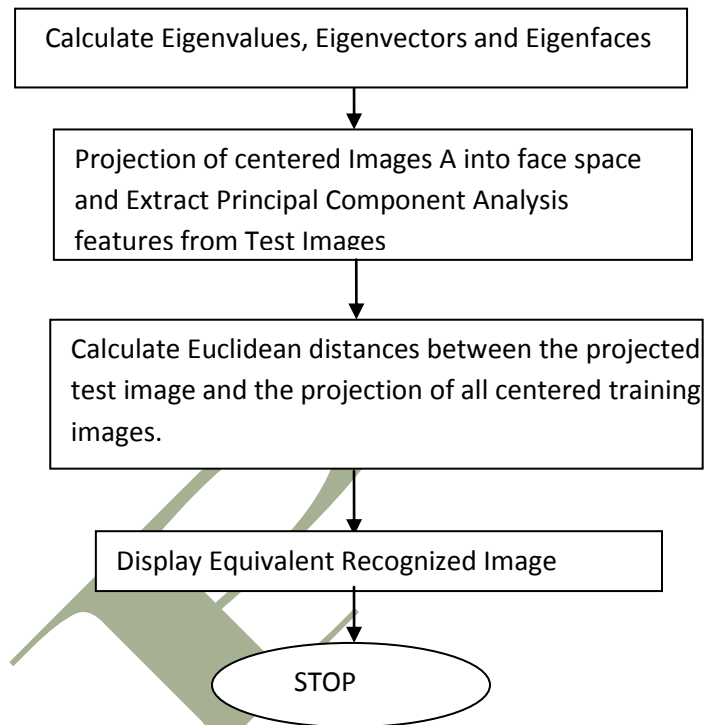 Calculate Eigenvalues, Eigenvectors and Eigenfaces
Projection of centered Images A into face space
and Extract Principal Component Analysis
features from Test Images
Calculate Euclidean distances between the projected
test image and the projection of all centered training
images.
Display Equivalent Recognized Image
STOP